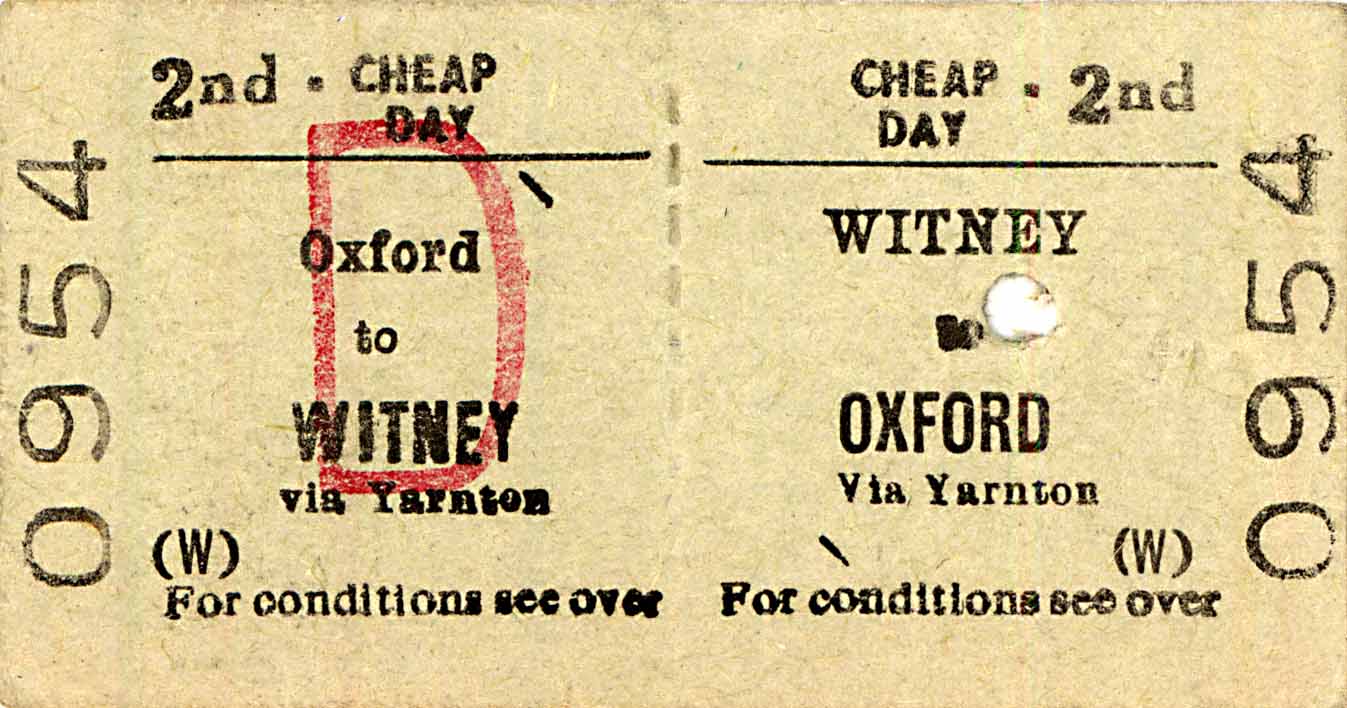 2nd · CHEAP
DAY
D
Oxford
to
WITNEY
via Yarnton
(W)
For conditions see over
0954
CHEAP · 2nd
DAY
WITNEY
to
OXFORD
Via Yarnton
(W)
For conditions see over
0954